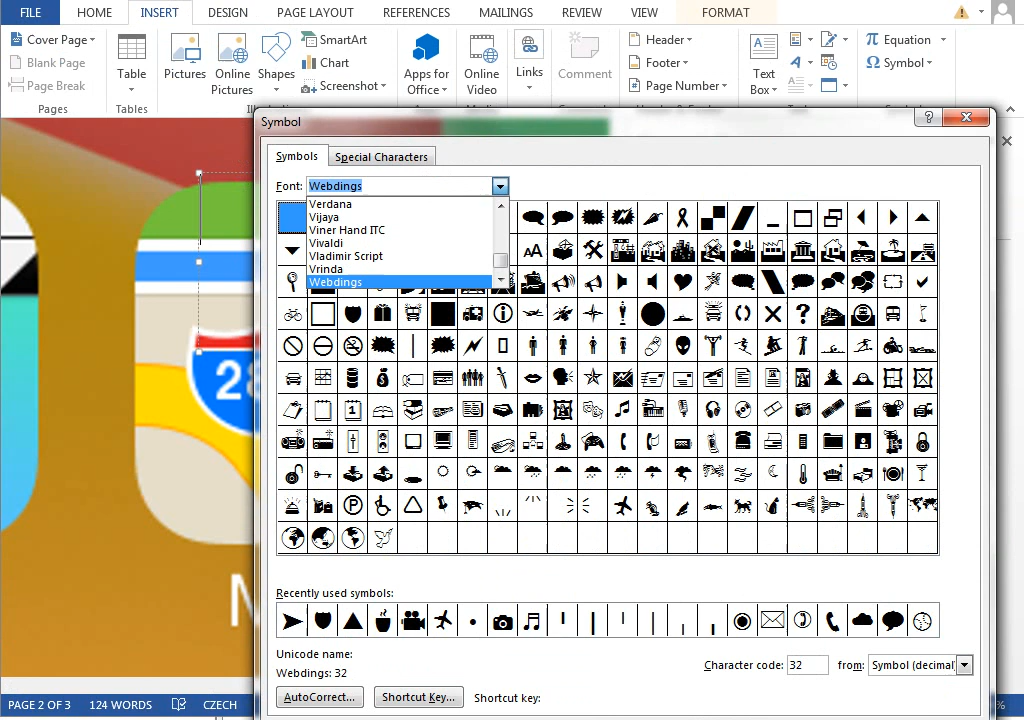 FILE HOME INSERT DESIGN PAGE LAYOUT REFERENCES MAILINGS REVIEW VIEW FORMAT
Cover Page
Blank Page
Page Break
Pages
Table
Tables
Pictures
Online Pictures
Shapes
SmartArt
Chart
Screenshot
Apps for Office
Online Video
Links
Comment
Header
Footer
Page Number
Text Box
Equation
Symbol
Symbol
Symbols
Special Characters
Font: Webdings
Verdana
Vijaya
Viner Hand ITC
Vivaldi
Vladimir Script
Vrinda
Webdings
28
Recently used symbols:
Unicode name:
Webdings: 32
Character code: 32 from: Symbol (decimal
AutoCorrect... Shortcut Key... Shortcut key:
PAGE 2 OF 3 124 WORDS CZECH